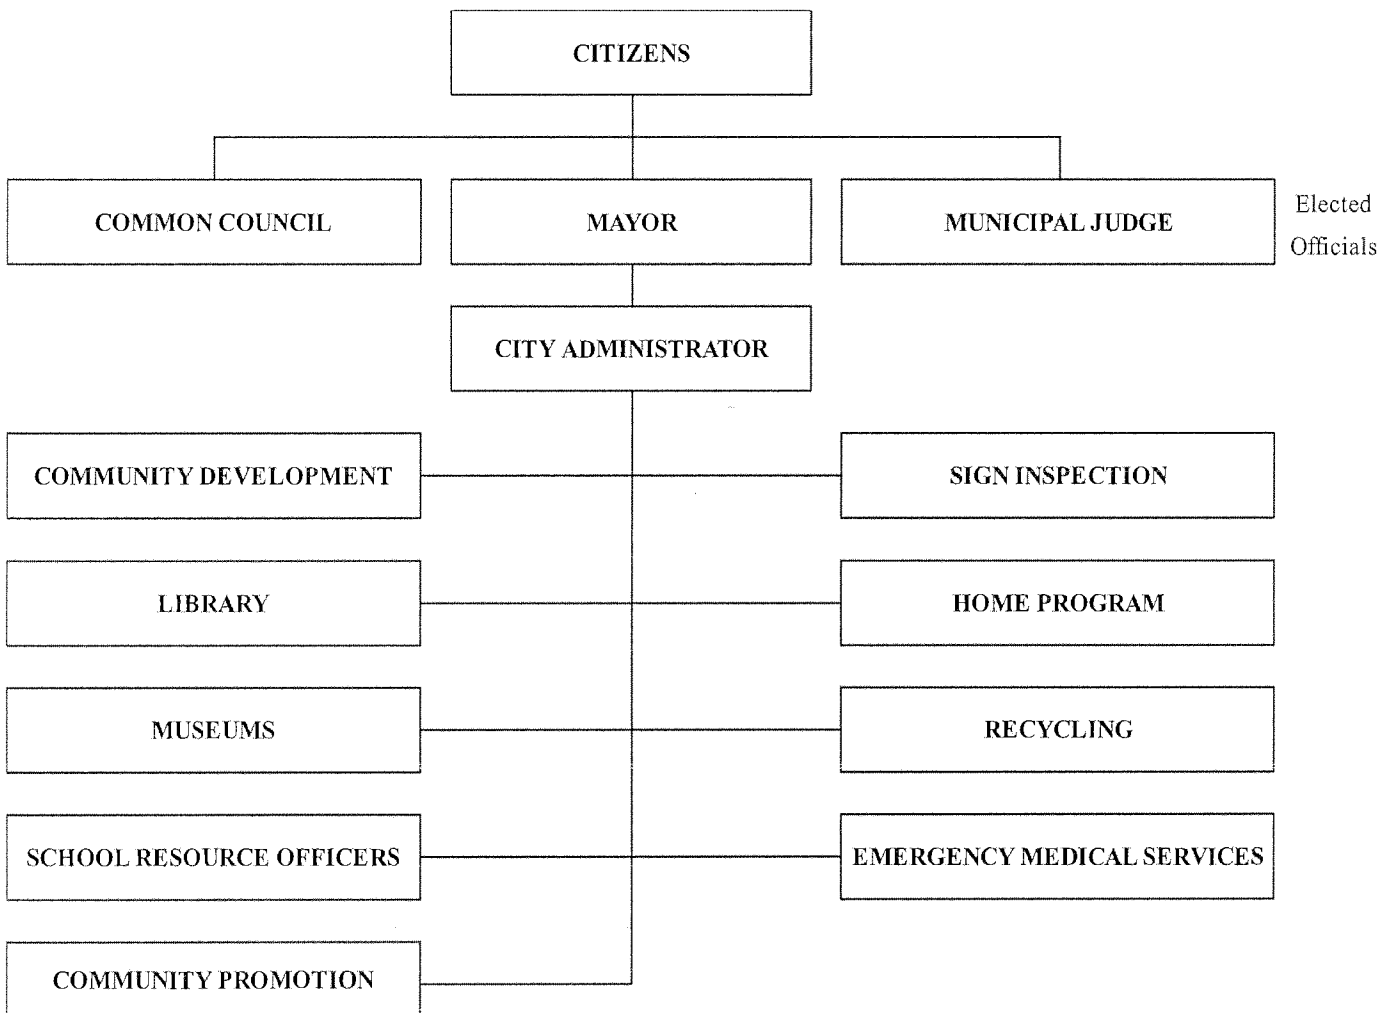 CITIZENS
COMMON COUNCIL
MAYOR
MUNICIPAL JUDGE
Elected
Officials
CITY ADMINISTRATOR
COMMUNITY DEVELOPMENT
SIGN INSPECTION
LIBRARY
HOME PROGRAM
MUSEUMS
RECYCLING
SCHOOL RESOURCE OFFICERS
EMERGENCY MEDICAL SERVICES
COMMUNITY PROMOTION